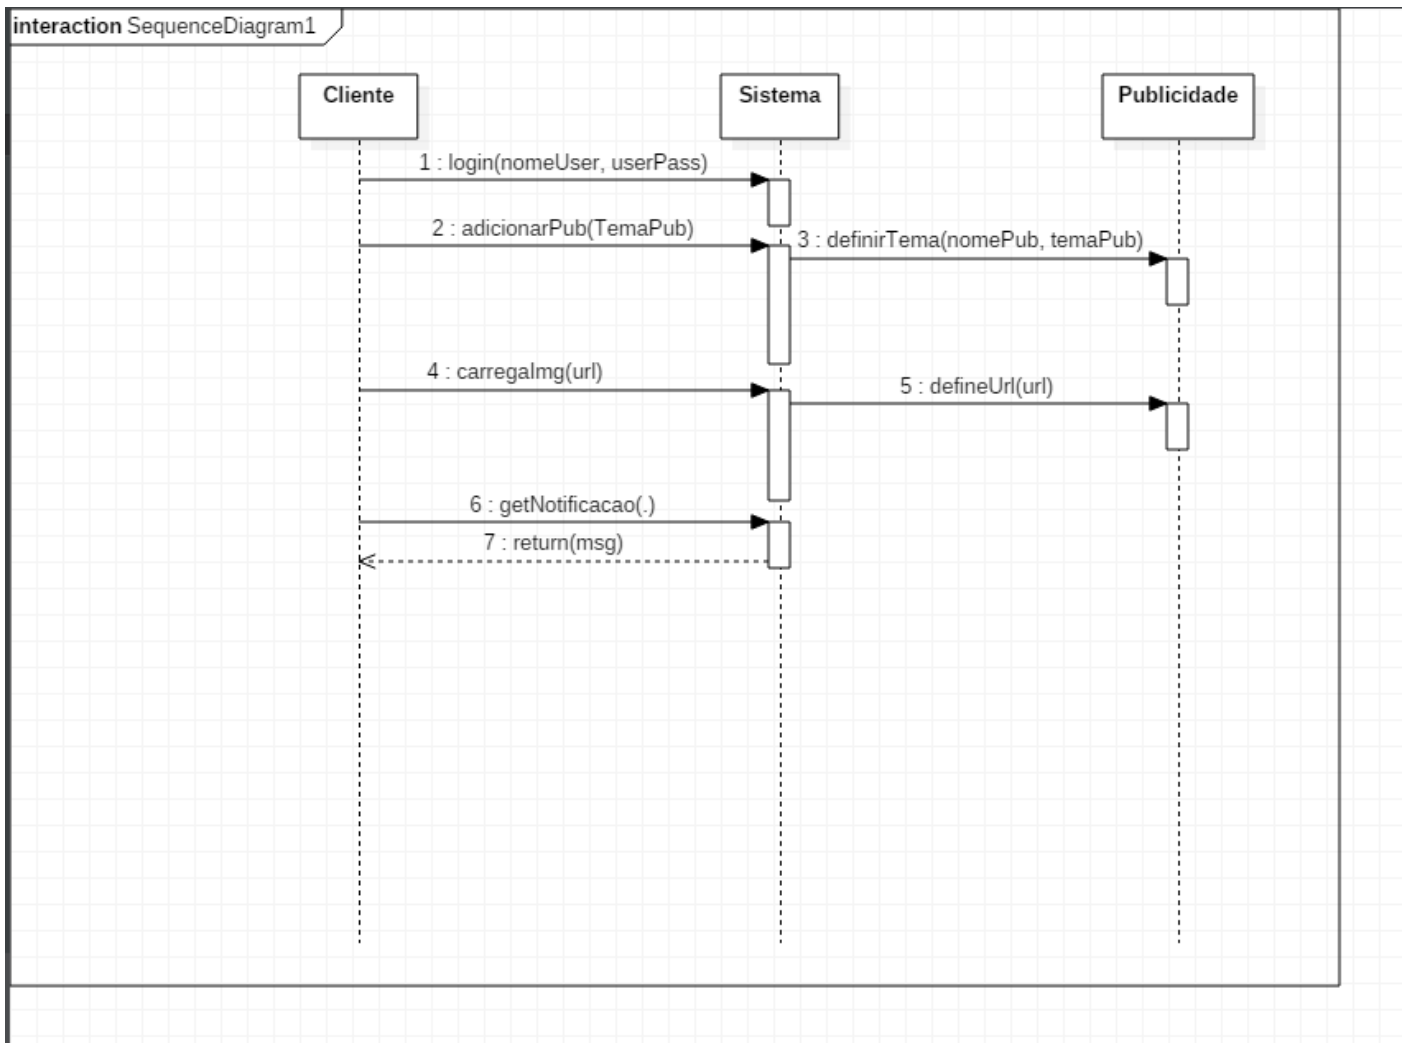 interaction SequenceDiagram1
Cliente
Sistema
Publicidade
1 : login(nomeUser, userPass)
2 : adicionarPub(TemaPub)
3 : definirTema(nomePub, temaPub)
4 : carregaImg(url)
5 : defineUrl(url)
6 : getNotificacao(.)
7 : return(msg)